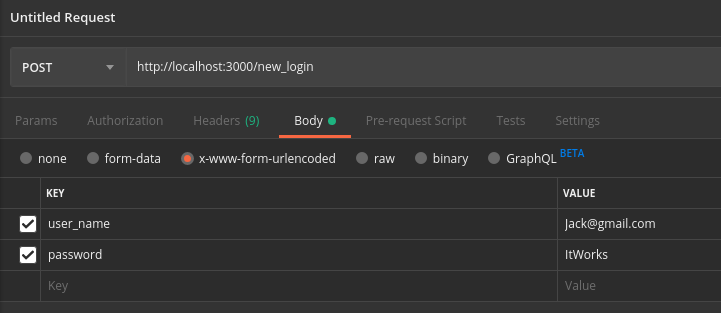 Untitled Request
POST http://localhost:3000/new_login
Params Authorization Headers (9) Body Pre-request Script Tests Settings
none form-data x-www-form-urlencoded raw binary GraphQL BETA
KEY VALUE
user_name Jack@gmail.com
password ItWorks
Key Value